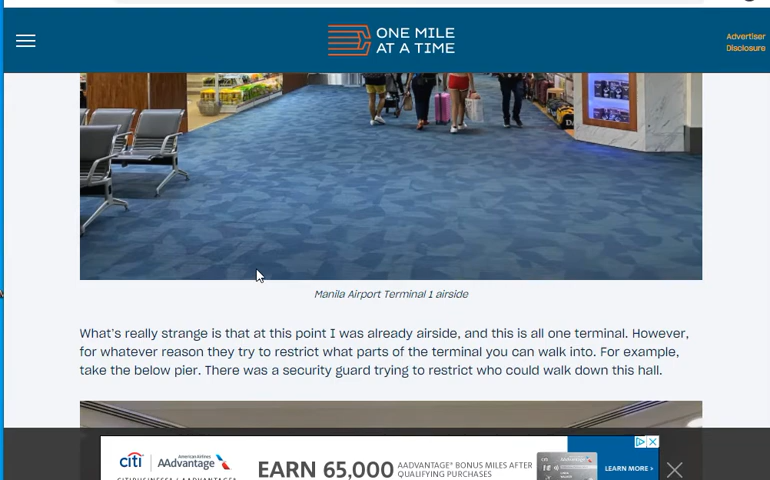 ONE MILE
AT A TIME
Advertiser
Disclosure
Manila Airport Terminal 1 airside
What's really strange is that at this point I was already airside, and this is all one terminal. However,
for whatever reason they try to restrict what parts of the terminal you can walk into. For example,
take the below pier. There was a security guard trying to restrict who could walk down this hall.
citi
American Airlines
AAdvantage
EARN 65,000
AADVANTAGE® BONUS MILES AFTER
QUALIFYING PURCHASES
LEARN MORE >